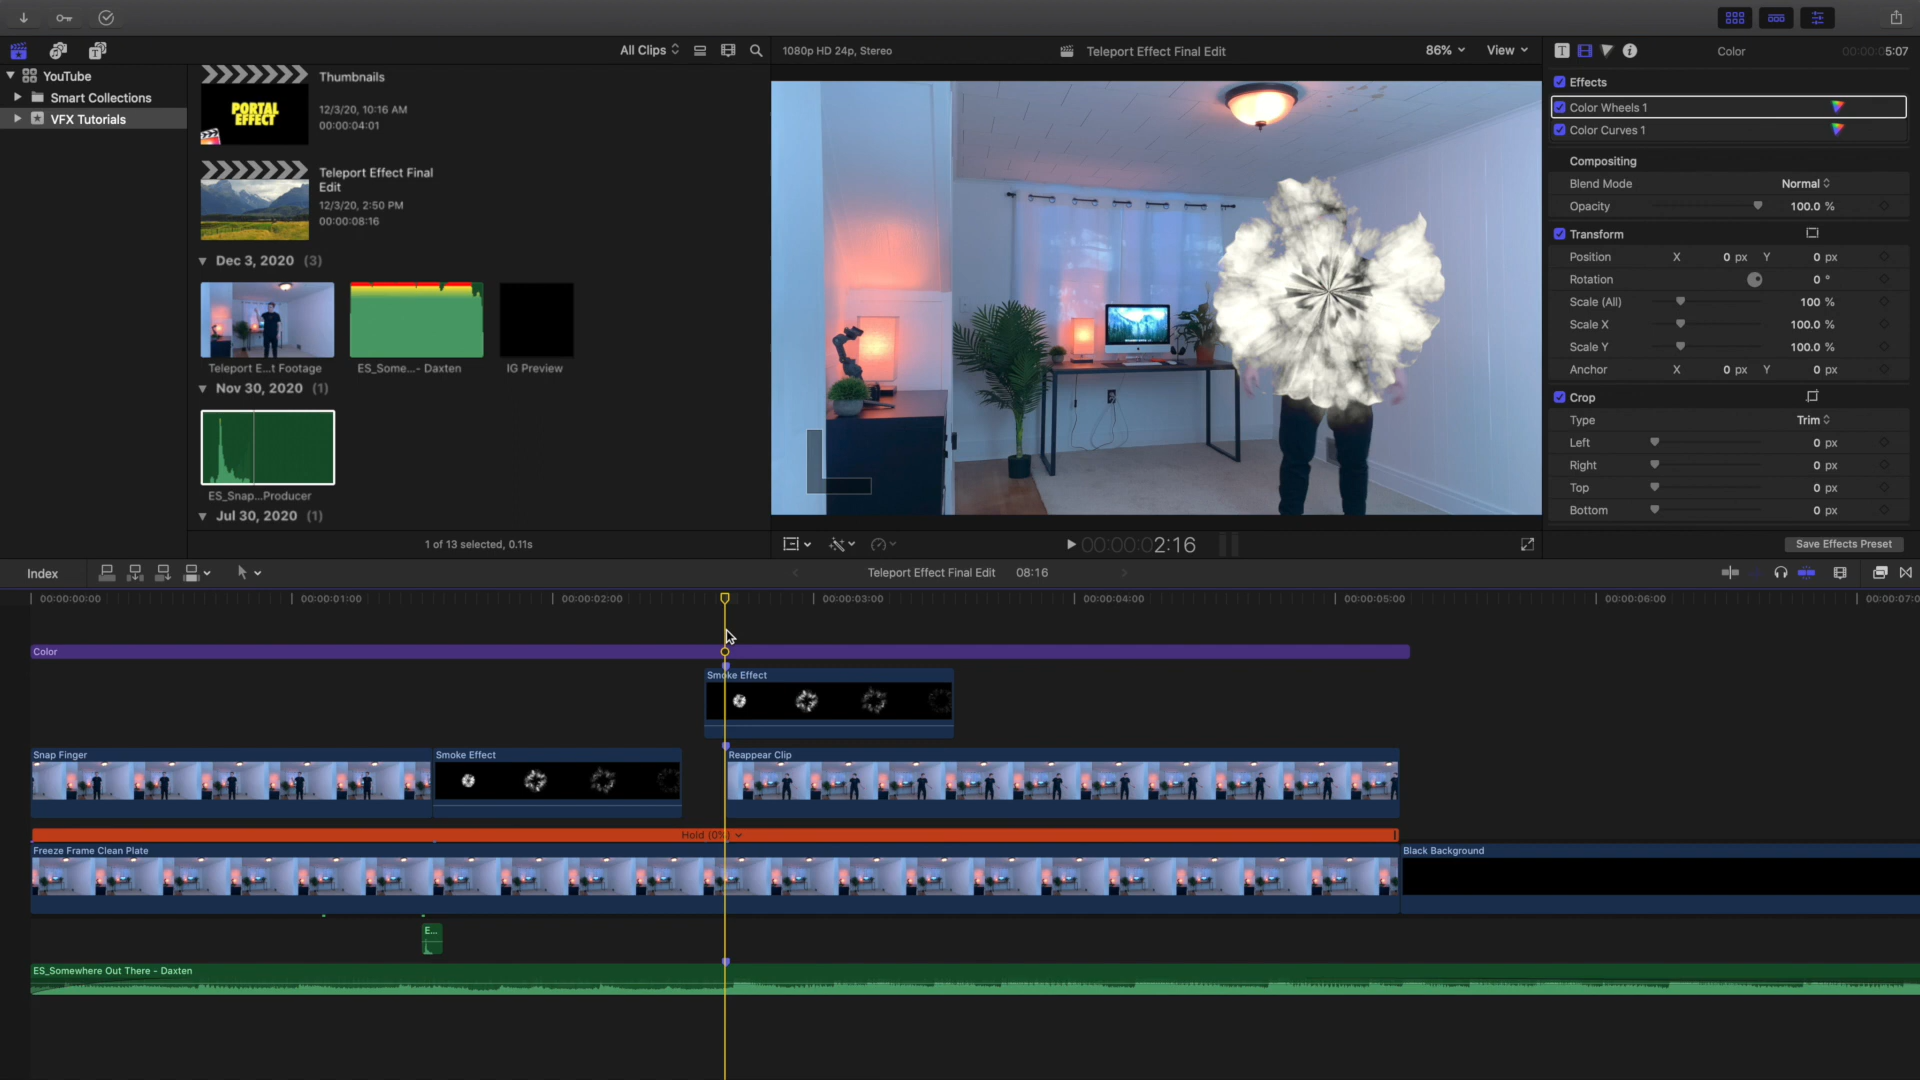 All Clips
1080p HD 24p, Stereo
Teleport Effect Final Edit
86%
View
Color
00:00:05:07
YouTube
Smart Collections
VFX Tutorials
Thumbnails
12/3/20, 10:16 AM
00:00:04:01
PORTAL
EFFECT
Teleport Effect Final
Edit
12/3/20, 2:50 PM
00:00:08:16
Dec 3, 2020 (3)
Teleport E...t Footage
ES_Some...- Daxten
IG Preview
Nov 30, 2020 (1)
ES_Snap...Producer
Jul 30, 2020 (1)
1 of 13 selected, 0.11s
00:00:02:16
Effects
Color Wheels 1
Color Curves 1
Compositing
Blend Mode Normal
Opacity 100.0 %
Transform
Position X 0 px Y 0 px
Rotation 0 °
Scale (All) 100 %
Scale X 100.0 %
Scale Y 100.0 %
Anchor X 0 px Y 0 px
Crop
Type Trim
Left 0 px
Right 0 px
Top 0 px
Bottom 0 px
Save Effects Preset
Index
Teleport Effect Final Edit 08:16
00:00:00:00 00:00:01:00 00:00:02:00 00:00:03:00 00:00:04:00 00:00:05:00 00:00:06:00 00:00:07:0
Color
Smoke Effect
Snap Finger
Smoke Effect
Reappear Clip
Hold (0%)
Freeze Frame Clean Plate
Black Background
E...
ES_Somewhere Out There - Daxten